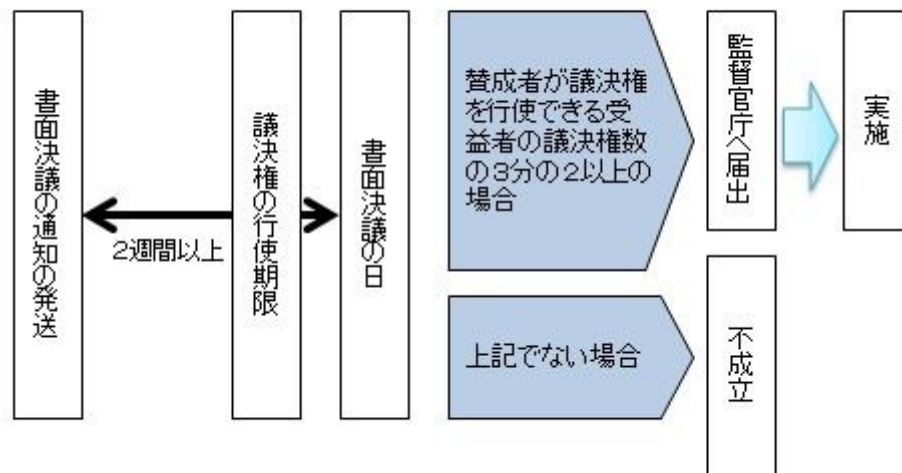 書面決議の通知の発送
2週間以上
議決権の行使期限
書面決議の日
賛成者が議決権
を行使できる受
益者の議決権数
の3分の2以上の
場合
監督官庁へ届出
実施
上記でない場合
不成立